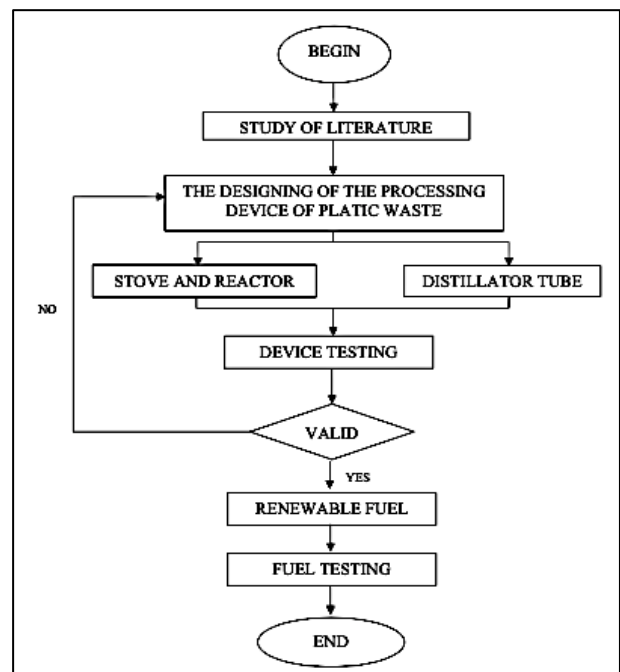 BEGIN
STUDY OF LITERATURE
THE DESIGNING OF THE PROCESSING
DEVICE OF PLATIC WASTE
STOVE AND REACTOR
DISTILLATOR TUBE
NO
DEVICE TESTING
VALID
YES
RENEWABLE FUEL
FUEL TESTING
END